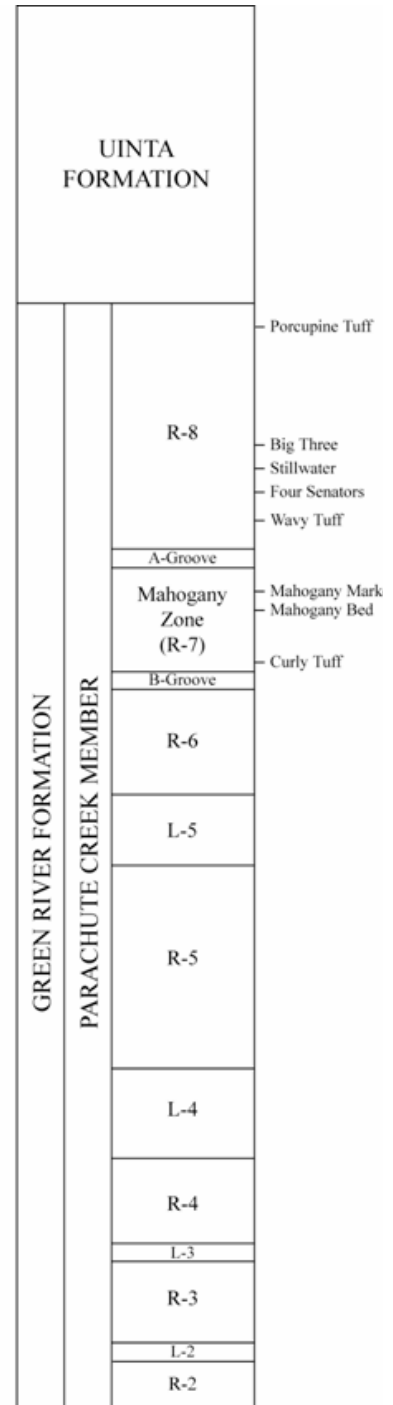 UINTA
FORMATION
Porcupine Tuff
R-8
Big Three
Stillwater
Four Senators
Wavy Tuff
A-Groove
Mahogany
Zone
(R-7)
Mahogany Mark
Mahogany Bed
Curly Tuff
B-Groove
R-6
L-5
R-5
L-4
R-4
L-3
R-3
L-2
R-2
GREEN RIVER FORMATION
PARACHUTE CREEK MEMBER